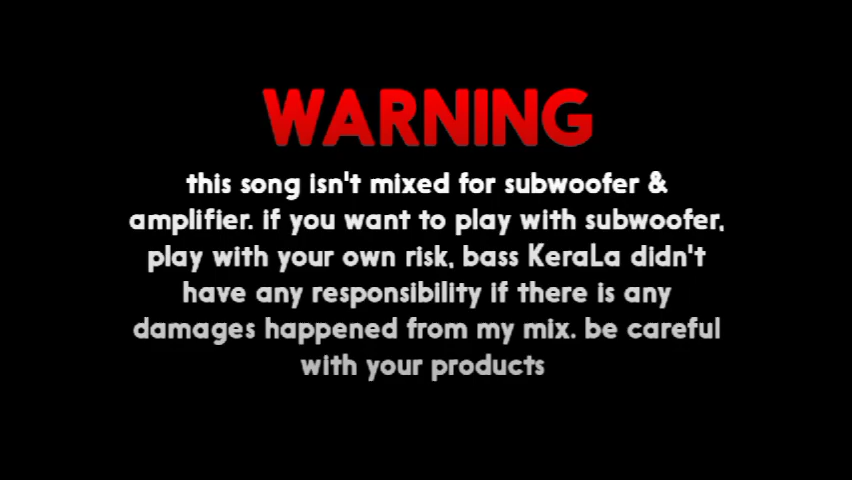 WARNING
this song isn't mixed for subwoofer &
amplifier. if you want to play with subwoofer,
play with your own risk, bass KeraLa didn't
have any responsibility if there is any
damages happened from my mix. be careful
with your products